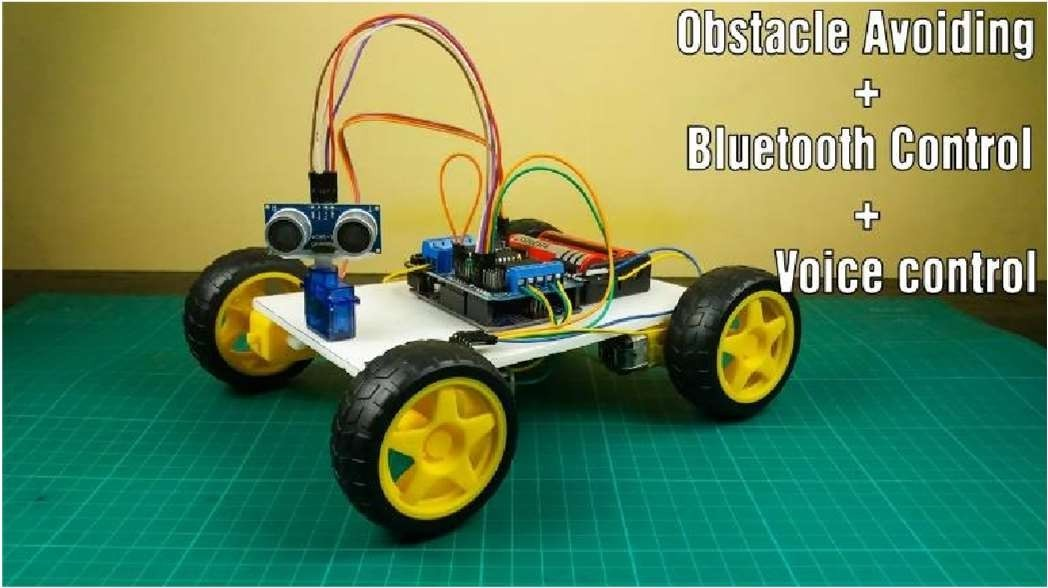 Obstacle Avoiding
+
Bluetooth Control
+
Voice control